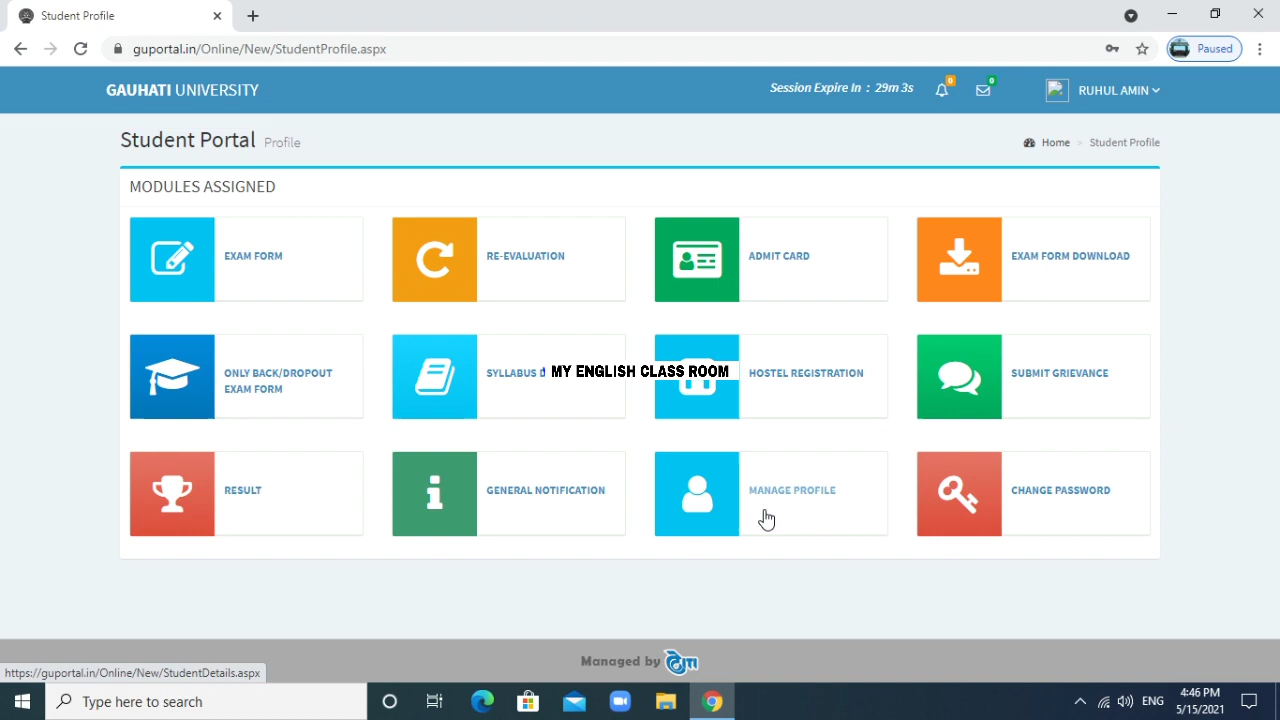 Student Profile
guportal.in/Online/New/StudentProfile.aspx
Paused
GAUHATI UNIVERSITY
Session Expire In : 29m 3s
0
0
RUHUL AMIN
Student Portal Profile
Home > Student Profile
MODULES ASSIGNED
EXAM FORM
RE-EVALUATION
ADMIT CARD
EXAM FORM DOWNLOAD
ONLY BACK/DROPOUT
EXAM FORM
SYLLABUS
MY ENGLISH CLASS ROOM
HOSTEL REGISTRATION
SUBMIT GRIEVANCE
RESULT
GENERAL NOTIFICATION
MANAGE PROFILE
CHANGE PASSWORD
Managed by
https://guportal.in/Online/New/StudentDetails.aspx
Type here to search
ENG
4:46 PM
5/15/2021